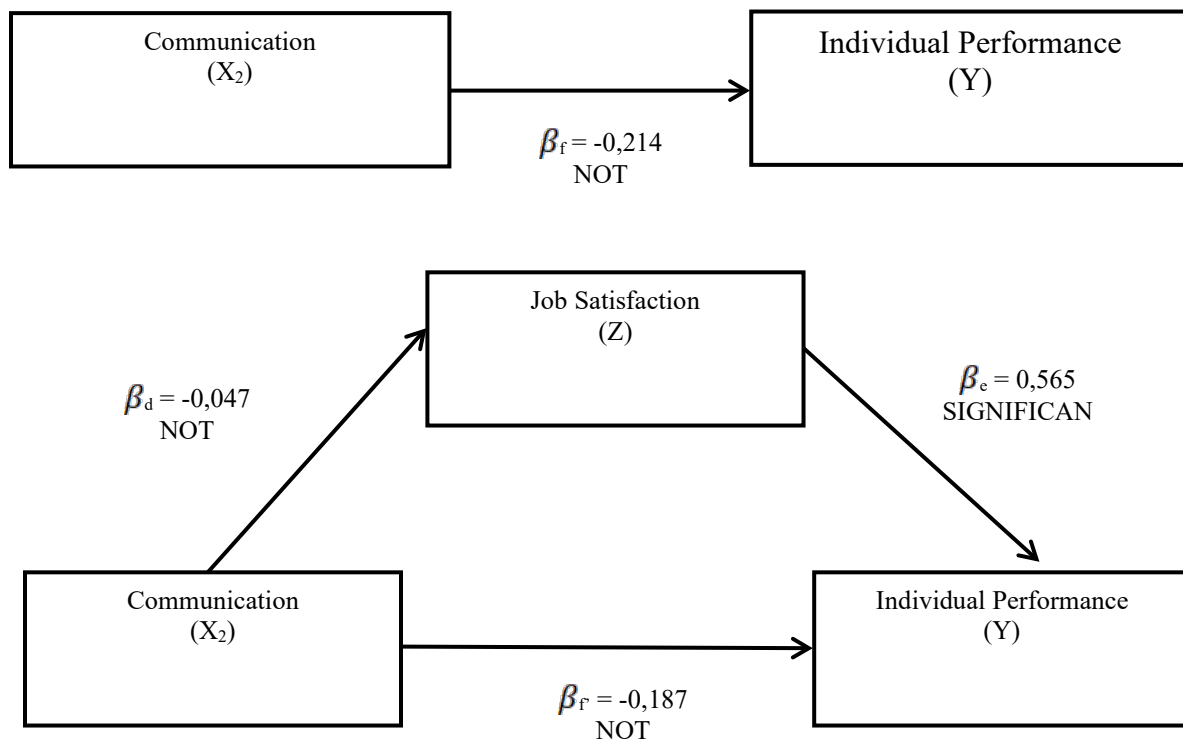 Communication
(X₂)
Individual Performance
(Y)
βf = -0,214
NOT
Job Satisfaction
(Z)
βd = -0,047
NOT
βe = 0,565
SIGNIFICAN
Communication
(X₂)
Individual Performance
(Y)
βf' = -0,187
NOT